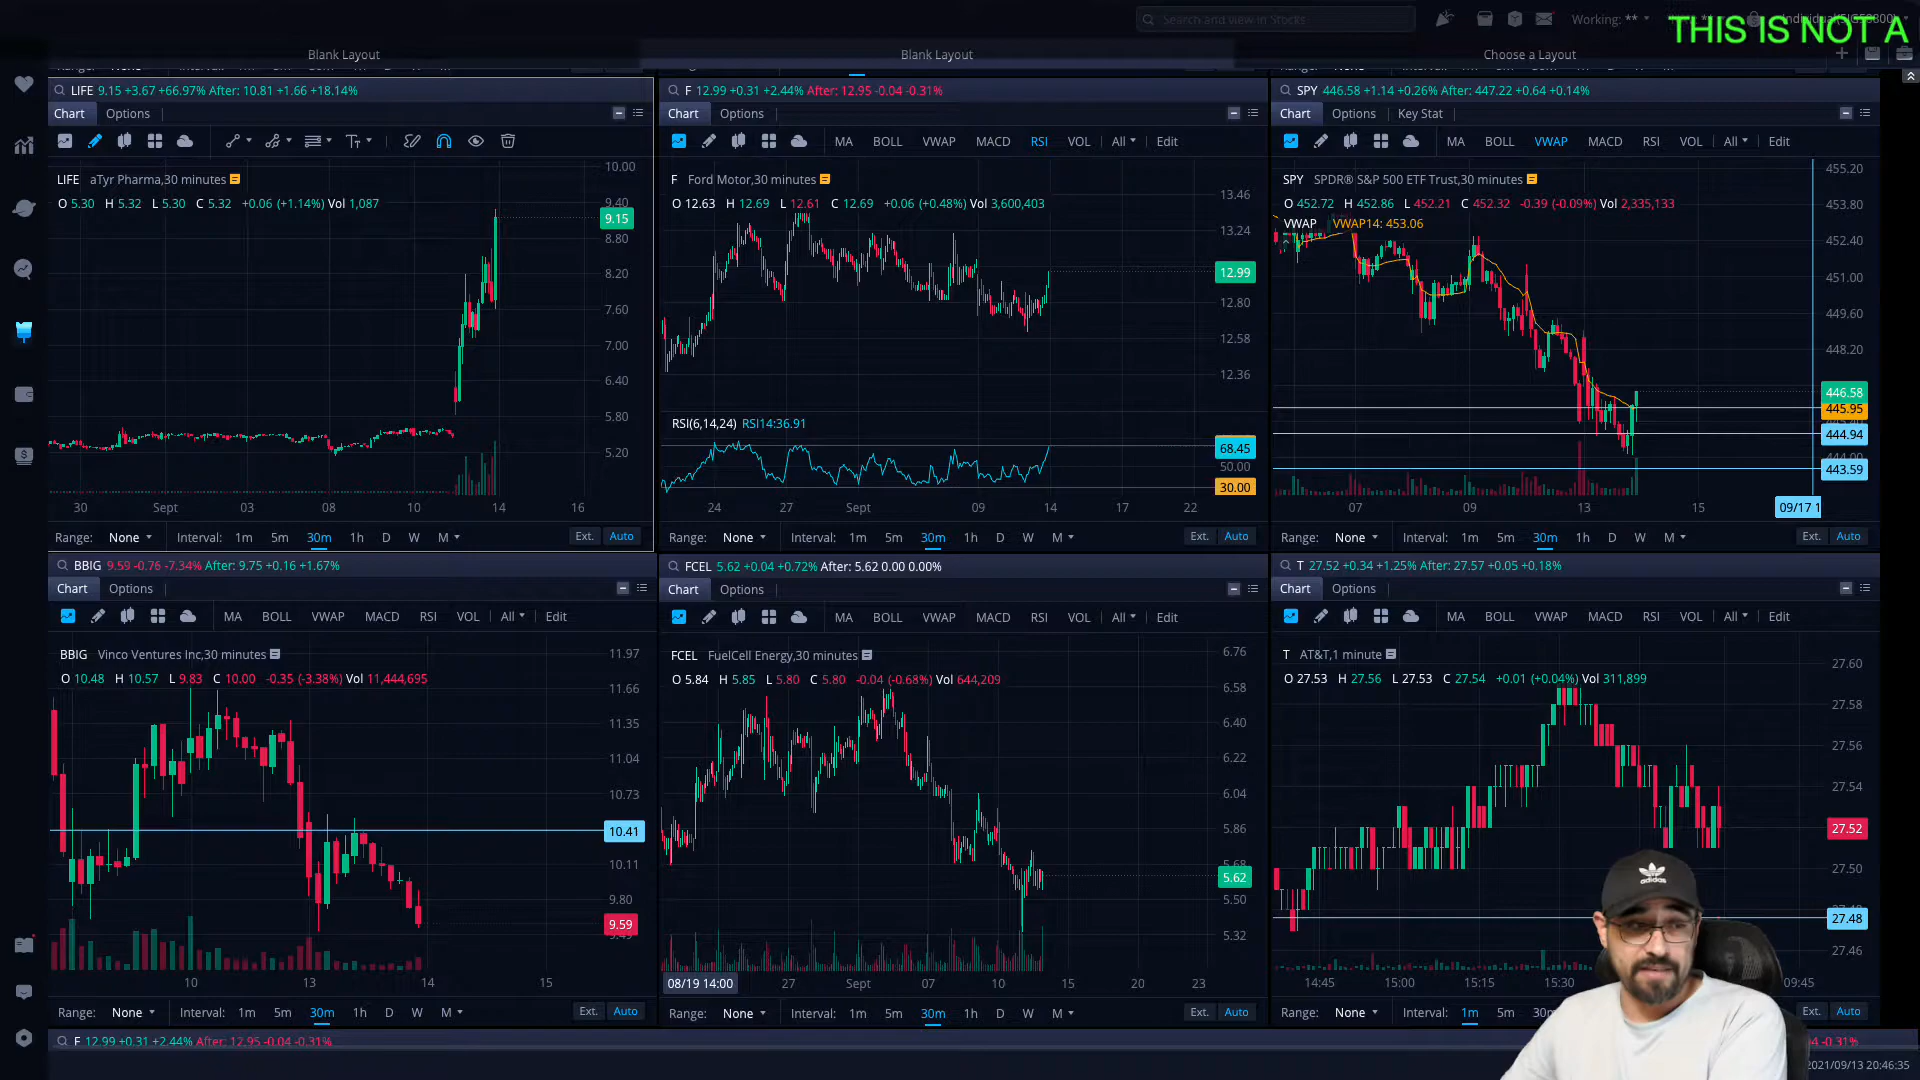 Search and view in Stocks
Working: **
THIS IS NOT A
Blank Layout
Blank Layout
Choose a Layout
LIFE 9.15 +3.67 +66.97% After: 10.81 +1.66 +18.14%
Chart Options
LIFE aTyr Pharma,30 minutes
O 5.30 H 5.32 L 5.30 C 5.32 +0.06 (+1.14%) Vol 1,087
10.00
9.40
9.15
8.80
8.20
7.60
7.00
6.40
5.80
5.20
30 Sept 03 08 10 14 16
Range: None Interval: 1m 5m 30m 1h D W M Ext. Auto
F 12.99 +0.31 +2.44% After: 12.95 -0.04 -0.31%
Chart Options
MA BOLL VWAP MACD RSI VOL All Edit
F Ford Motor,30 minutes
O 12.63 H 12.69 L 12.61 C 12.69 +0.06 (+0.48%) Vol 3,600,403
13.46
13.24
12.99
12.80
12.58
12.36
RSI(6,14,24) RSI14:36.91
68.45
50.00
30.00
24 27 Sept 09 14 17 22
Range: None Interval: 1m 5m 30m 1h D W M Ext. Auto
SPY 446.58 +1.14 +0.26% After: 447.22 +0.64 +0.14%
Chart Options Key Stat
MA BOLL VWAP MACD RSI VOL All Edit
SPY SPDR® S&P 500 ETF Trust,30 minutes
O 452.72 H 452.86 L 452.21 C 452.32 -0.39 (-0.09%) Vol 2,335,133
VWAP VWAP14: 453.06
455.20
453.80
452.40
451.00
449.60
448.20
446.58
445.95
444.94
444.00
443.59
07 09 13 15 09/17 1
Range: None Interval: 1m 5m 30m 1h D W M Ext. Auto
BBIG 9.59 -0.76 -7.34% After: 9.75 +0.16 +1.67%
Chart Options
MA BOLL VWAP MACD RSI VOL All Edit
BBIG Vinco Ventures Inc,30 minutes
O 10.48 H 10.57 L 9.83 C 10.00 -0.35 (-3.38%) Vol 11,444,695
11.97
11.66
11.35
11.04
10.73
10.41
10.11
9.80
9.59
10 13 14 15
Range: None Interval: 1m 5m 30m 1h D W M Ext. Auto
FCEL 5.62 +0.04 +0.72% After: 5.62 0.00 0.00%
Chart Options
MA BOLL VWAP MACD RSI VOL All Edit
FCEL FuelCell Energy,30 minutes
O 5.84 H 5.85 L 5.80 C 5.80 -0.04 (-0.68%) Vol 644,209
6.76
6.58
6.40
6.22
6.04
5.86
5.68
5.62
5.50
5.32
08/19 14:00 27 Sept 07 10 15 20 23
Range: None Interval: 1m 5m 30m 1h D W M Ext. Auto
T 27.52 +0.34 +1.25% After: 27.57 +0.05 +0.18%
Chart Options
MA BOLL VWAP MACD RSI VOL All Edit
T AT&T,1 minute
O 27.53 H 27.56 L 27.53 C 27.54 +0.01 (+0.04%) Vol 311,899
27.60
27.58
27.56
27.54
27.52
27.50
27.48
27.46
14:45 15:00 15:15 15:30 09:45
Range: None Interval: 1m 5m Ext. Auto
adidas
F 12.99 +0.31 +2.44% After: 12.95 -0.04 -0.31%
-0.31%
2021/09/13 20:46:35